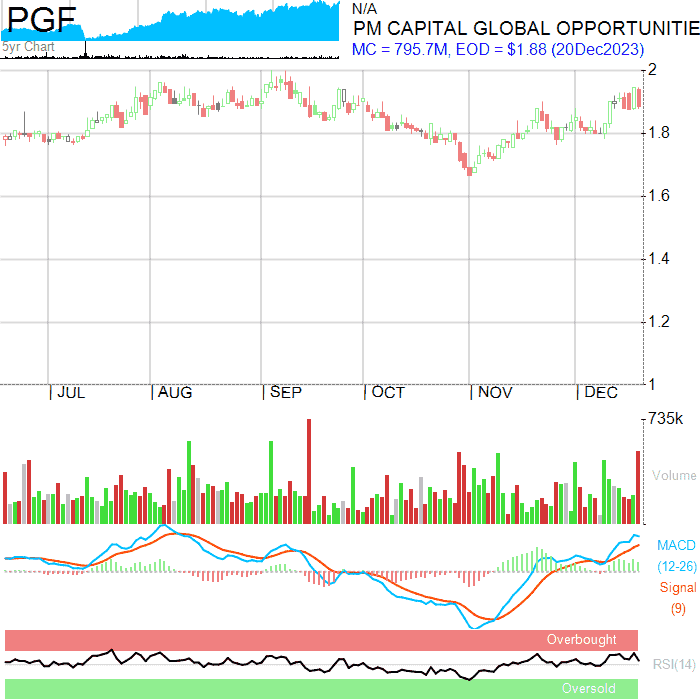 PGF
5yr Chart
N/A
PM CAPITAL GLOBAL OPPORTUNITIE
MC = 795.7M, EOD = $1.88 (20Dec2023)
2
1.8
1.6
1.4
1.2
1
JUL AUG SEP OCT NOV DEC
735k
Volume
MACD
(12-26)
Signal
(9)
Overbought
RSI(14)
Oversold